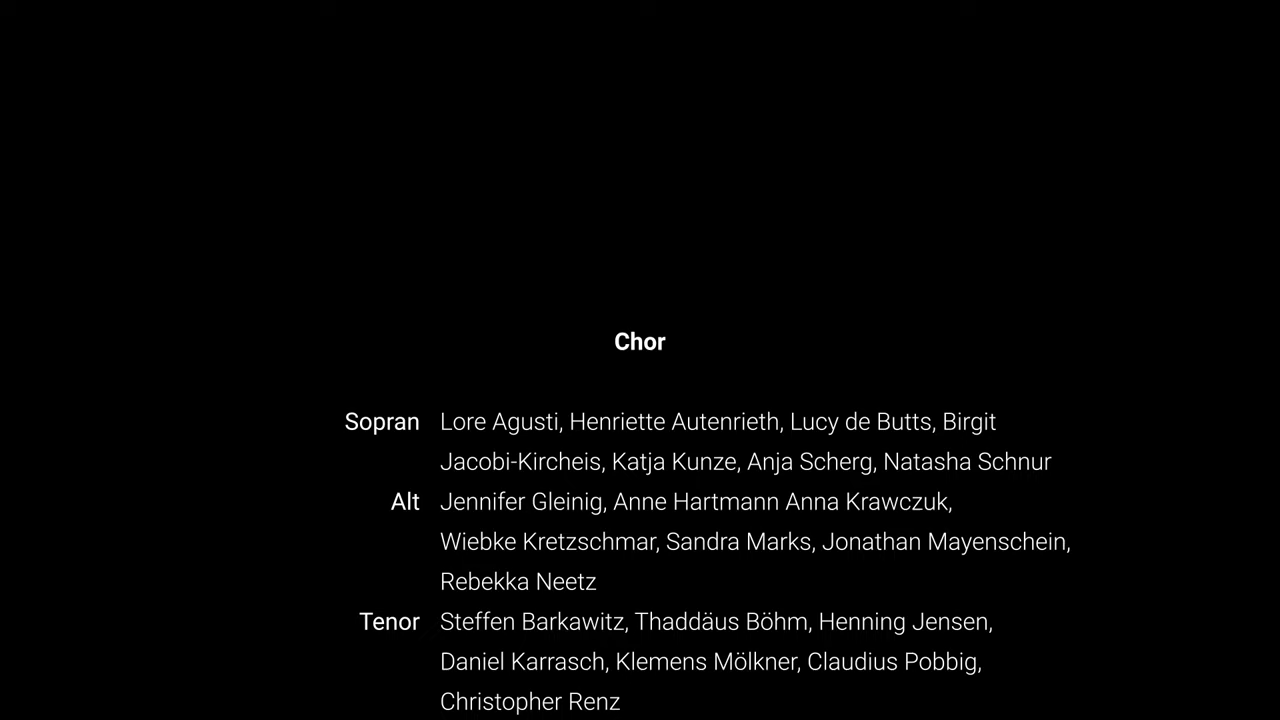 Chor
Sopran Lore Agusti, Henriette Autenrieth, Lucy de Butts, Birgit
Jacobi-Kircheis, Katja Kunze, Anja Scherg, Natasha Schnur
Alt Jennifer Gleinig, Anne Hartmann Anna Krawczuk,
Wiebke Kretzschmar, Sandra Marks, Jonathan Mayenschein,
Rebekka Neetz
Tenor Steffen Barkawitz, Thaddäus Böhm, Henning Jensen,
Daniel Karrasch, Klemens Mölkner, Claudius Pobbig,
Christopher Renz